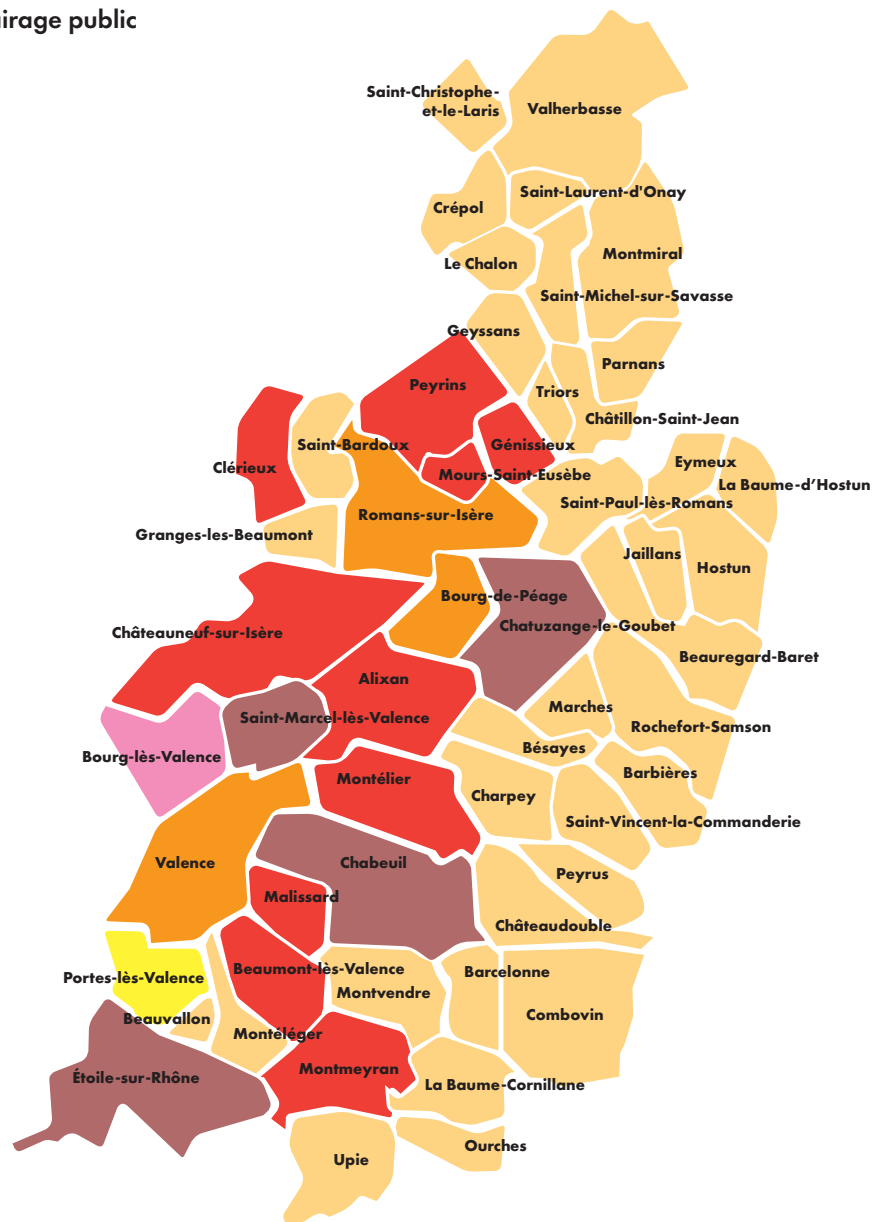 irage public
Saint-Christophe-
et-le-Laris
Valherbasse
Saint-Laurent-d'Onay
Crépol
Montmiral
Le Chalon
Saint-Michel-sur-Savasse
Geyssans
Parnans
Peyrins
Triors
Châtillon-Saint-Jean
Saint-Bardoux
Génissieux
Clérieux
Mours-Saint-Eusèbe
Eymeux
La Baume-d’Hostun
Saint-Paul-lès-Romans
Romans-sur-Isère
Granges-les-Beaumont
Jaillans
Hostun
Bourg-de-Péage
Chatuzange-le-Goubet
Châteauneuf-sur-Isère
Beauregard-Baret
Alixan
Marches
Saint-Marcel-lès-Valence
Rochefort-Samson
Bésayes
Bourg-lès-Valence
Barbières
Montélier
Charpey
Saint-Vincent-la-Commanderie
Valence
Chabeuil
Peyrus
Malissard
Châteaudouble
Beaumont-lès-Valence
Barcelonne
Portes-lès-Valence
Montvendre
Combovin
Beauvallon
Montéléger
Montmeyran
Étoile-sur-Rhône
La Baume-Cornillane
Ourches
Upie